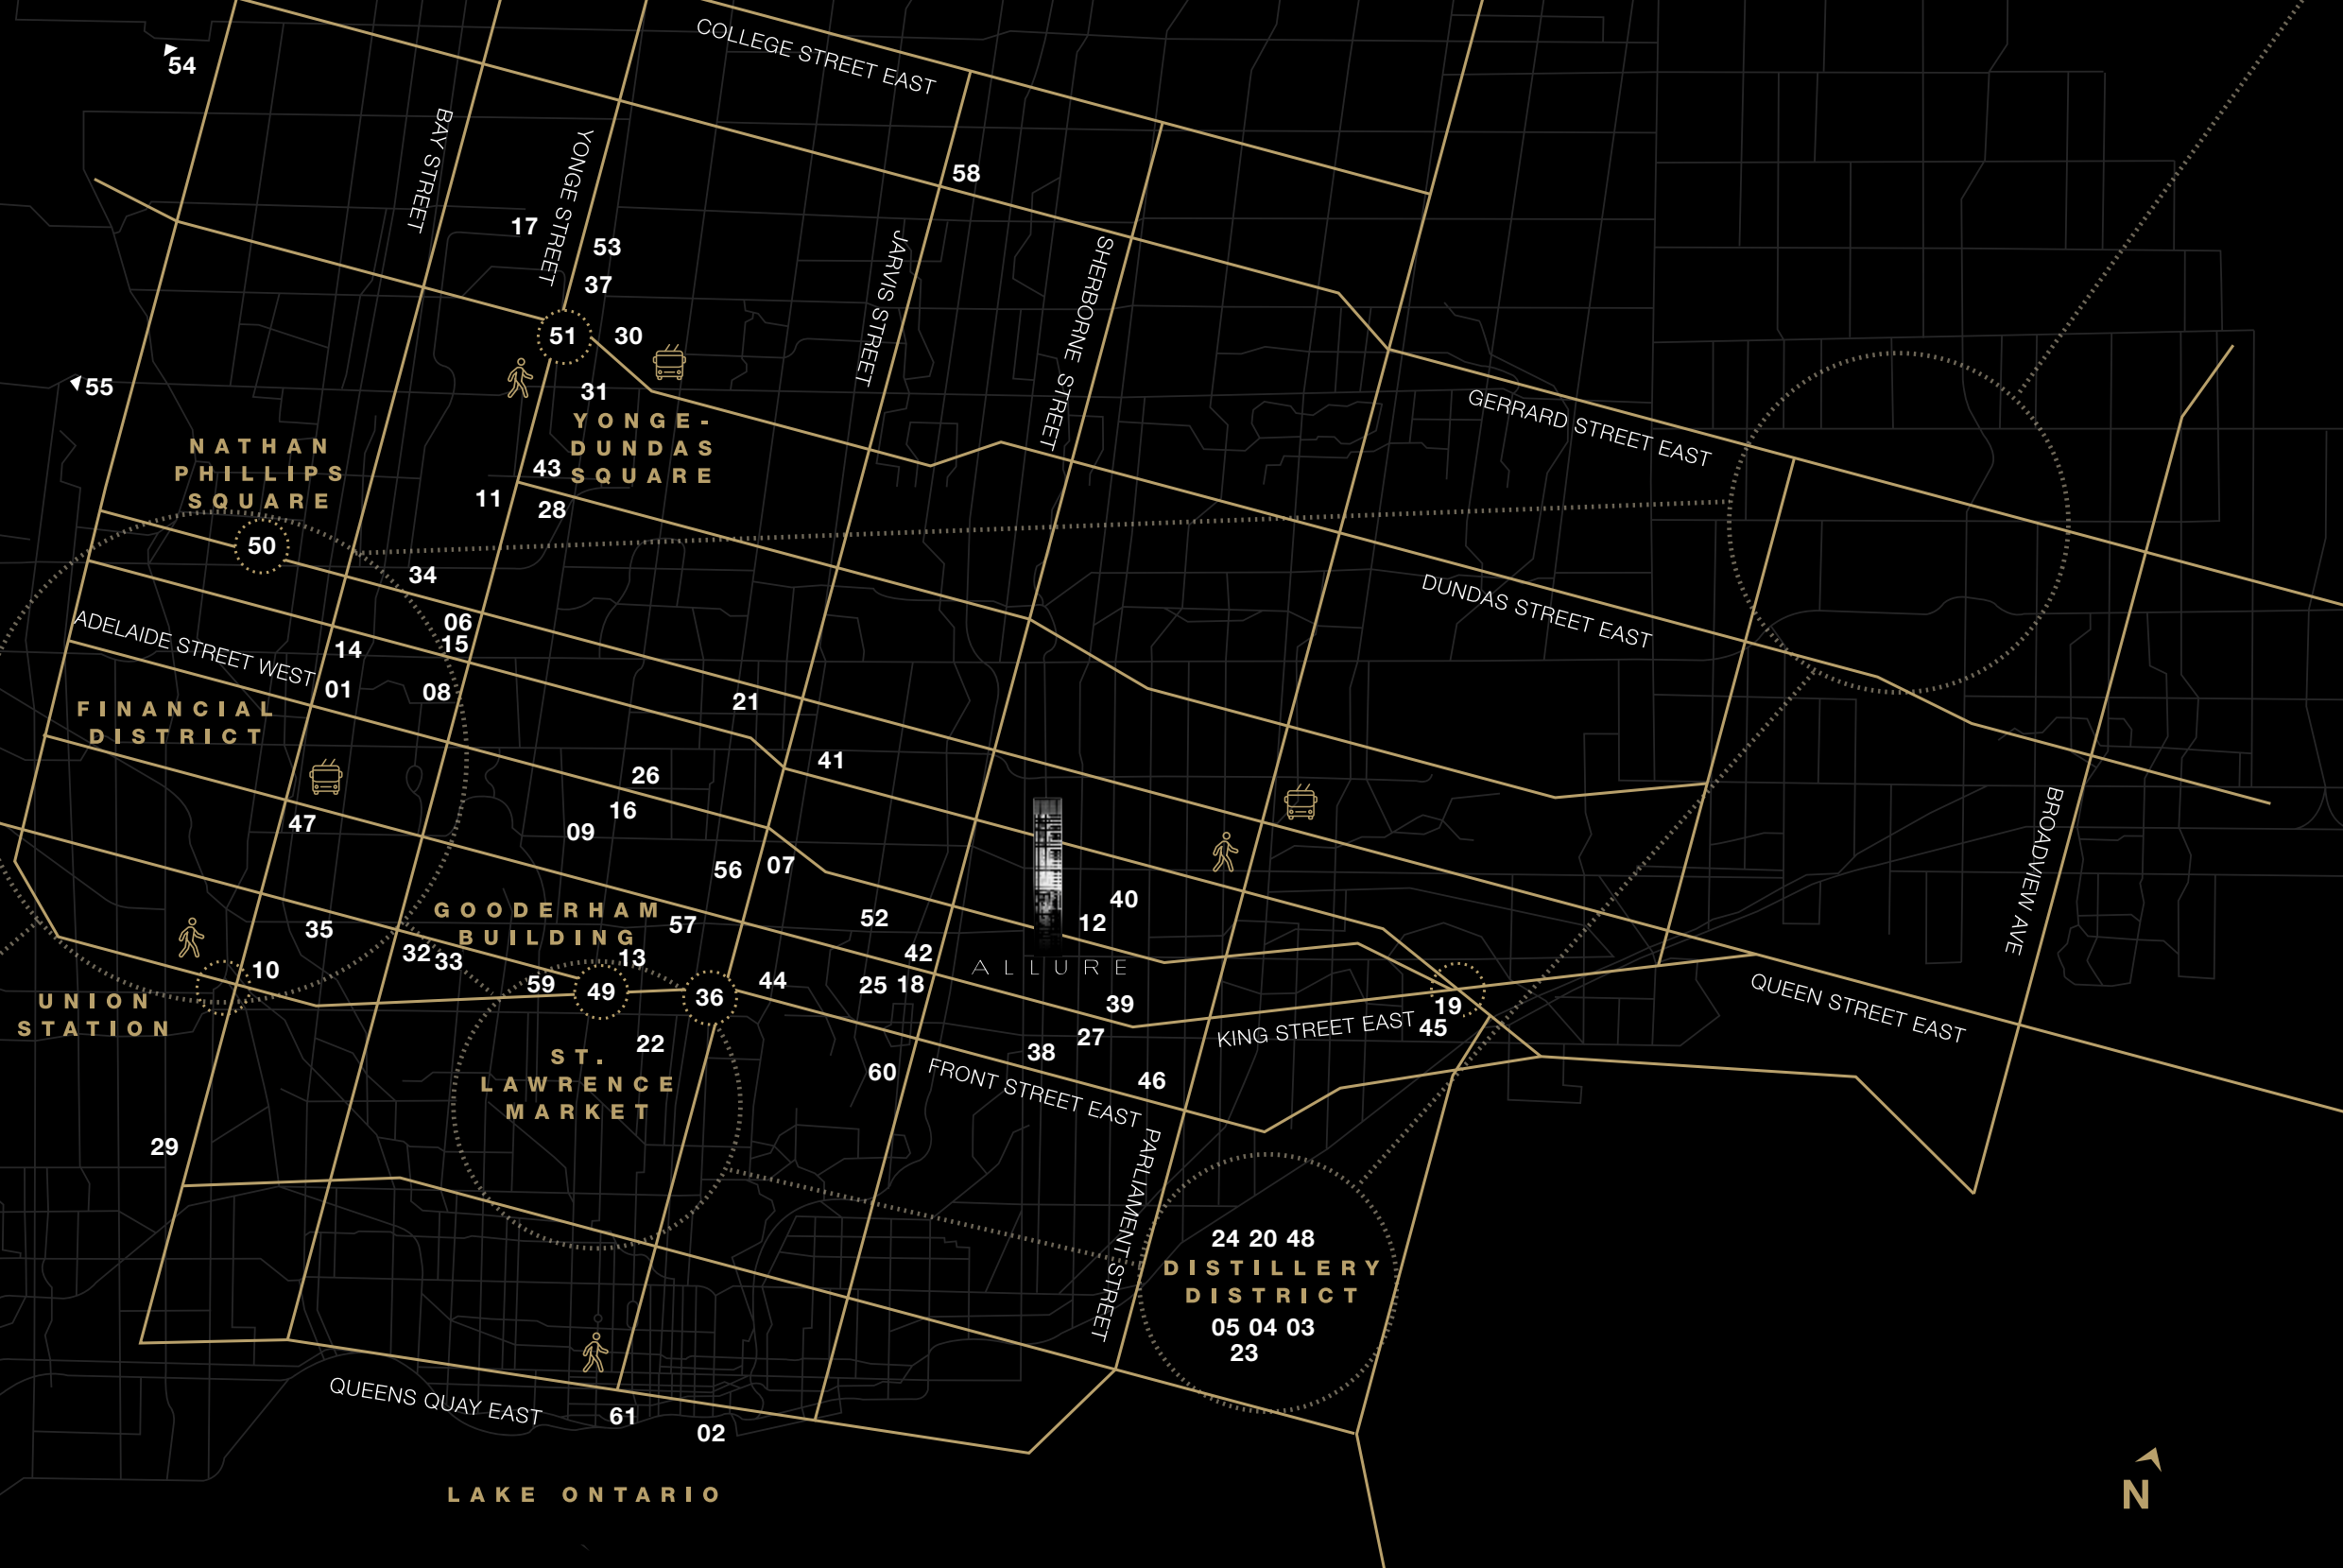 COLLEGE STREET EAST
54
BAY STREET
YONGE STREET
58
17
53
37
JARVIS STREET
SHERBORNE STREET
51
30
55
31
GERRARD STREET EAST
YONGE-
DUNDAS
SQUARE
NATHAN
PHILLIPS
SQUARE
43
11
28
50
34
DUNDAS STREET EAST
ADELAIDE STREET WEST
06
15
14
01
08
21
FINANCIAL
DISTRICT
41
26
16
09
47
BROADVIEW AVE
56
07
40
12
GOODERHAM
BUILDING
57
52
35
32
33
13
42
ALLURE
10
59
49
36
44
25
18
39
19
45
KING STREET EAST
QUEEN STREET EAST
UNION
STATION
22
27
38
ST.
LAWRENCE
MARKET
60
FRONT STREET EAST
46
29
PARLIAMENT STREET
24 20 48
DISTILLERY
DISTRICT
05 04 03
23
QUEENS QUAY EAST
61
02
LAKE ONTARIO
N